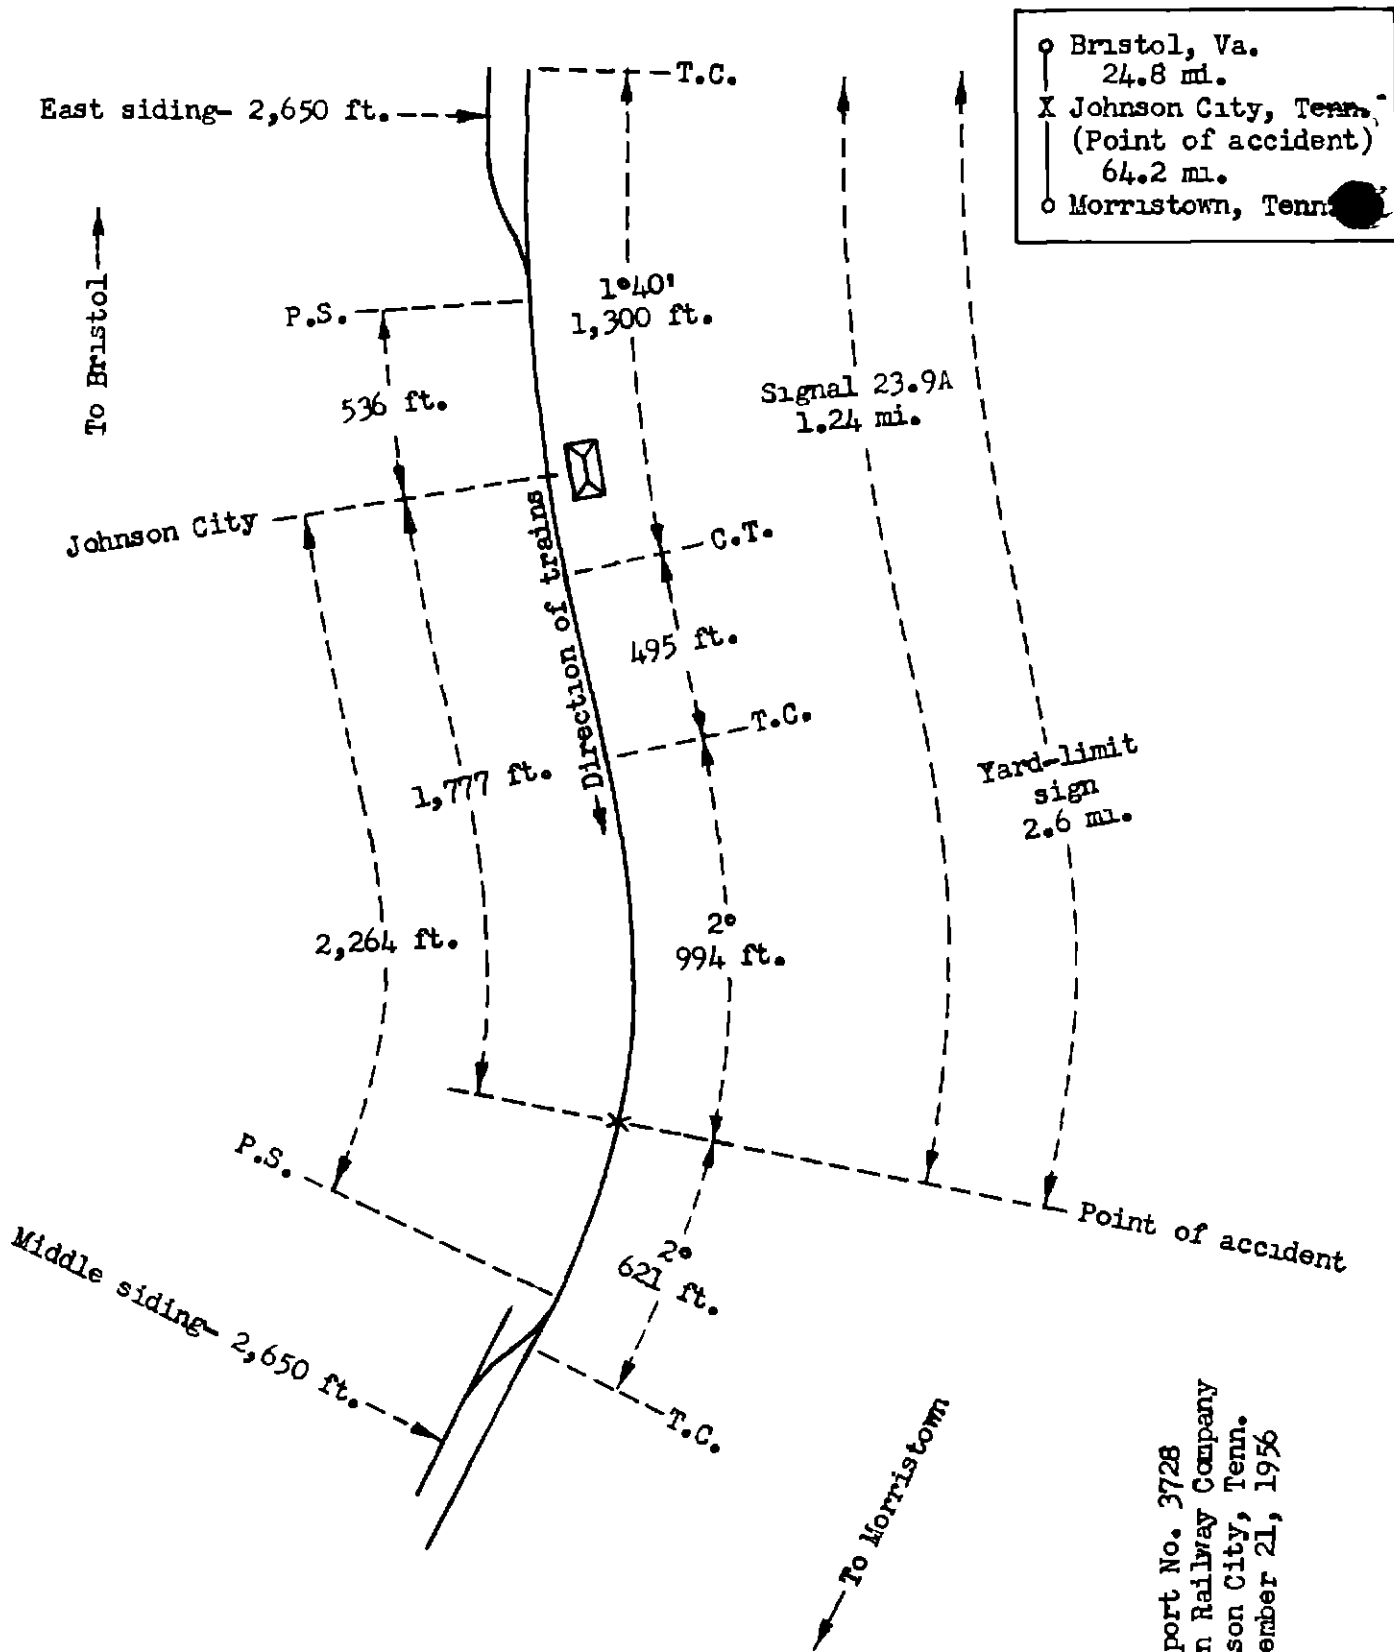 Bristol, Va.
24.8 mi.
X Johnson City, Tenn.
(Point of accident)
64.2 mi.
Morristown, Tenn.
T.C.
East siding- 2,650 ft.
To Bristol
P.S.
1°40'
1,300 ft.
536 ft.
Signal 23.9A
1.24 mi.
Johnson City
C.T.
Direction of trains
495 ft.
T.C.
1,777 ft.
Yard-limit
sign
2.6 mi.
2,264 ft.
2°
994 ft.
P.S.
Point of accident
Middle siding- 2,650 ft.
2°
621 ft.
T.C.
To Morristown
port No. 3728
n Railway Company
son City, Tenn.
ember 21, 1956